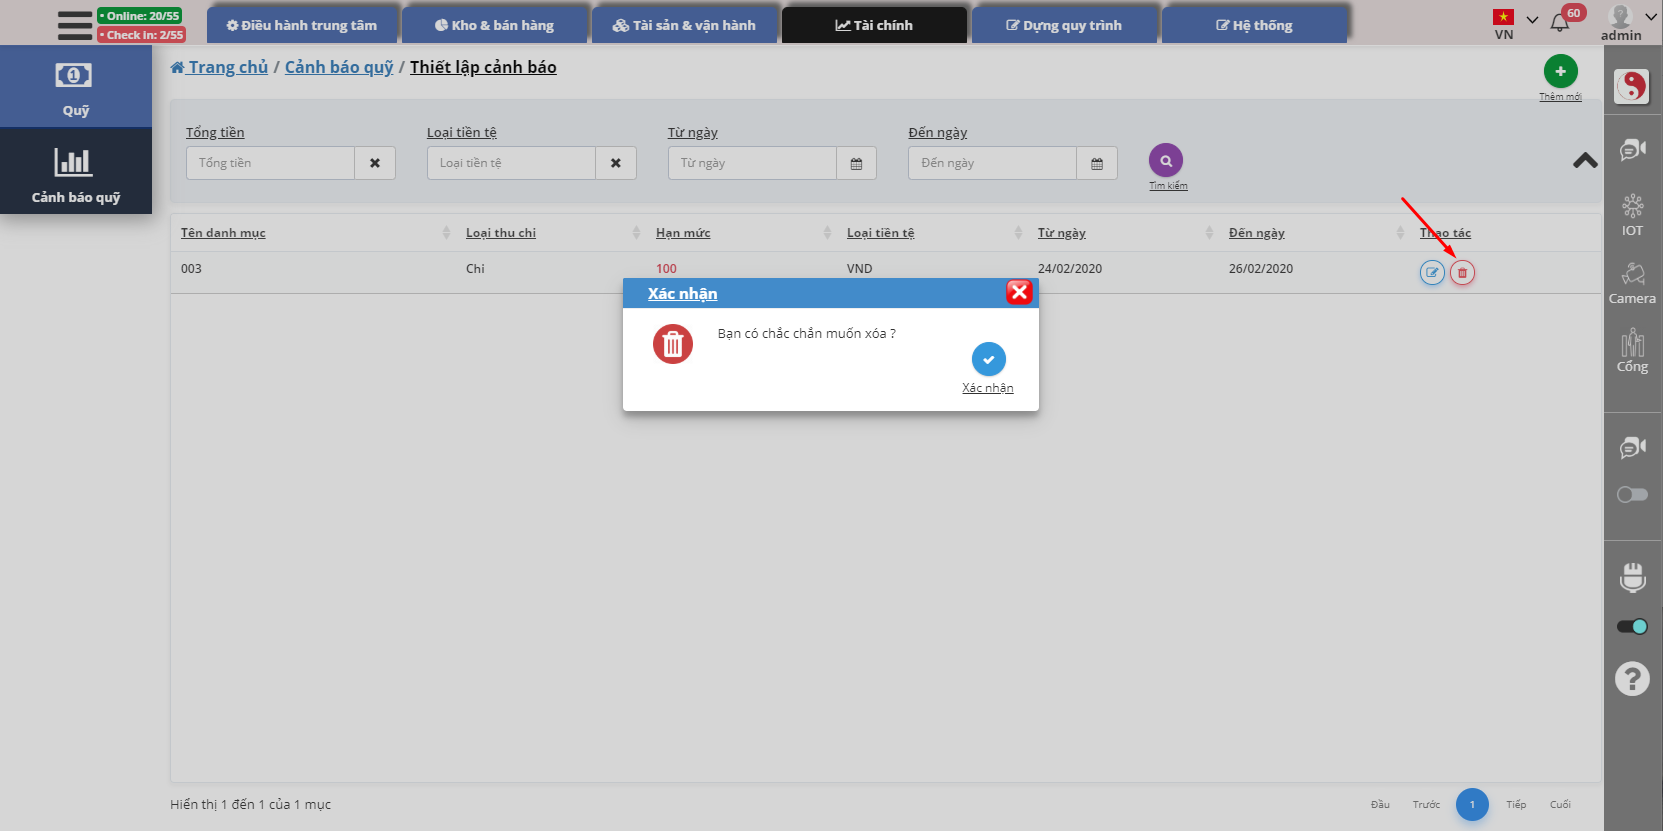 • Online: 20/55
• Check in: 2/55
Điều hành trung tâm
Kho & bán hàng
Tài sản & vận hành
Tài chính
Dựng quy trình
Hệ thống
VN
60
admin
Quỹ
Cảnh báo quỹ
Trang chủ / Cảnh báo quỹ / Thiết lập cảnh báo
Thêm mới
Tổng tiền
Loại tiền tệ
Từ ngày
Đến ngày
Tổng tiền
Loại tiền tệ
Từ ngày
Đến ngày
Tìm kiếm
Tên danh mục
Loại thu chi
Hạn mức
Loại tiền tệ
Từ ngày
Đến ngày
Thao tác
003
Chi
100
VND
24/02/2020
26/02/2020
Xác nhận
Bạn có chắc chắn muốn xóa ?
Xác nhận
IOT
Camera
Cổng
Hiển thị 1 đến 1 của 1 mục
Đầu
Trước
1
Tiếp
Cuối